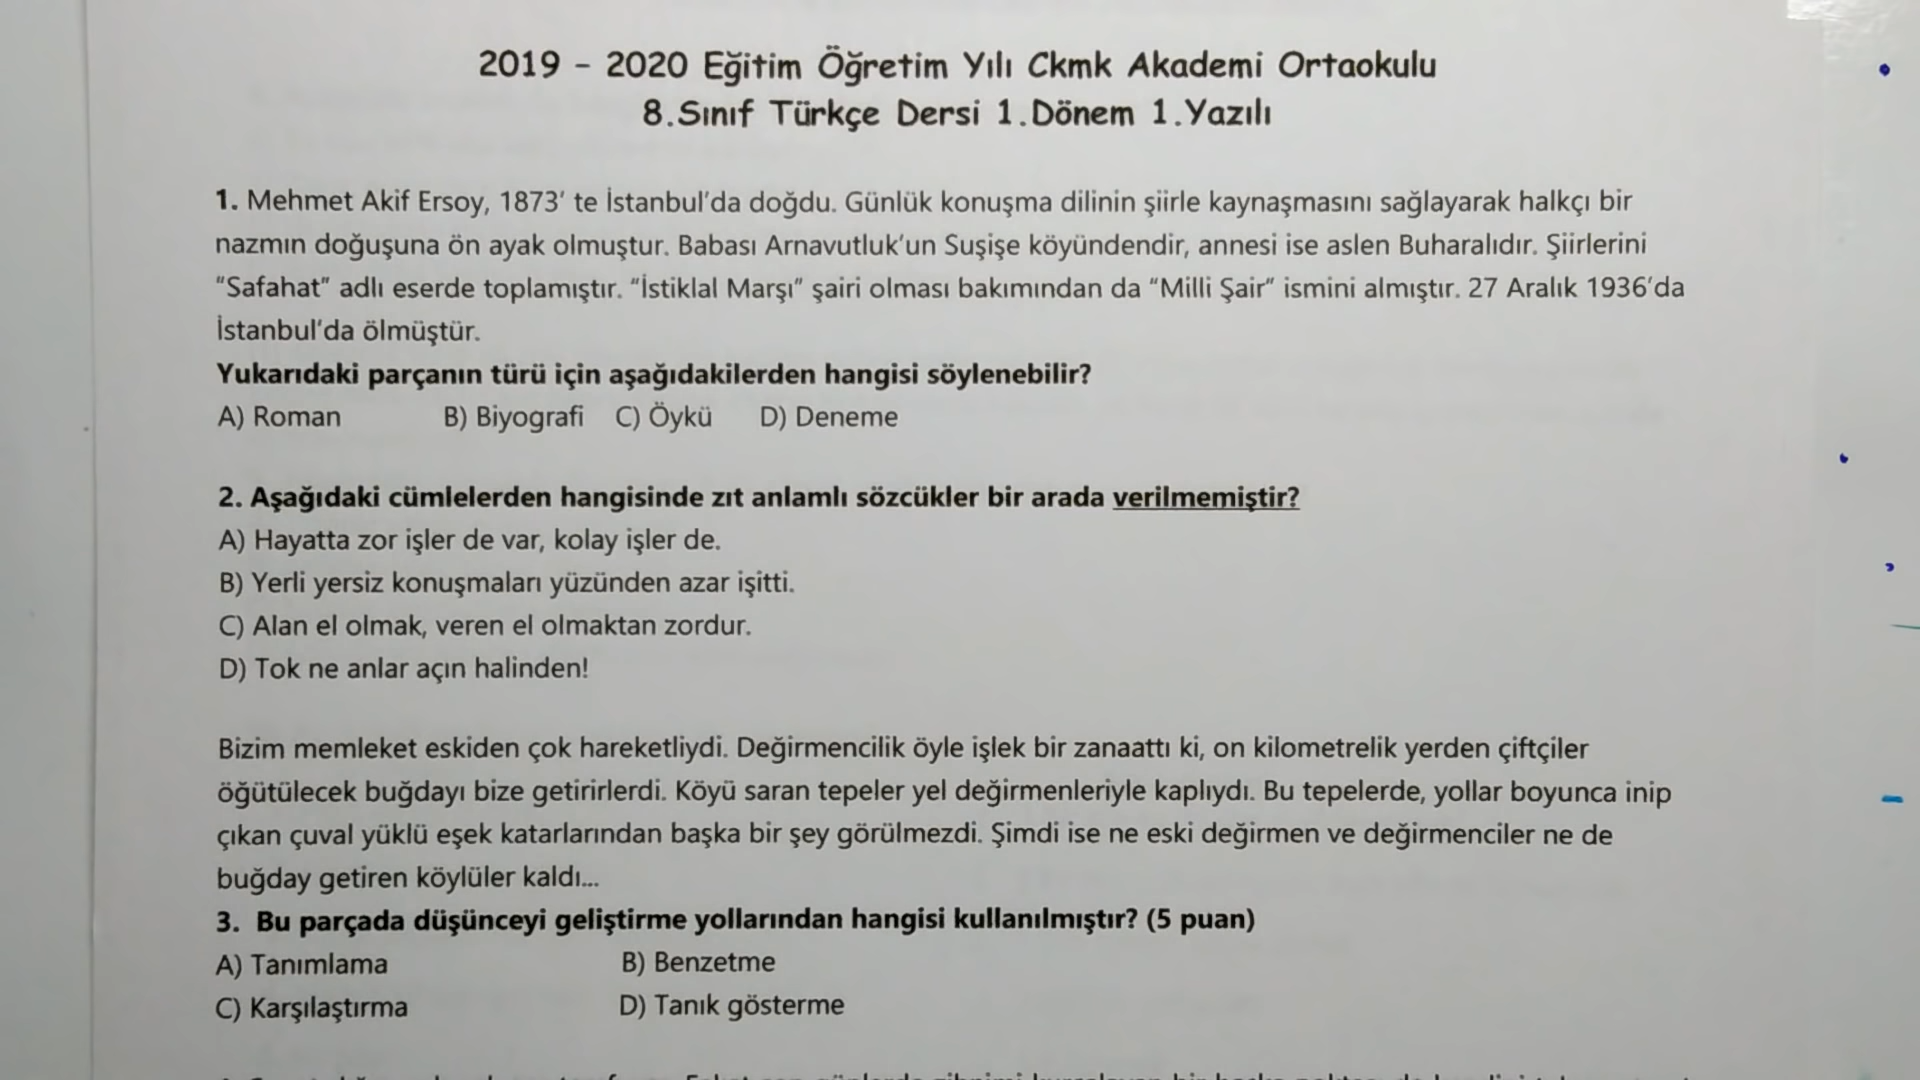 2019 - 2020 Eğitim Öğretim Yılı Ckmk Akademi Ortaokulu
8.Sınıf Türkçe Dersi 1.Dönem 1.Yazılı
1. Mehmet Akif Ersoy, 1873' te İstanbul'da doğdu. Günlük konuşma dilinin şiirle kaynaşmasını sağlayarak halkçı bir
nazmın doğuşuna ön ayak olmuştur. Babası Arnavutluk'un Suşişe köyündendir, annesi ise aslen Buharalıdır. Şiirlerini
"Safahat" adlı eserde toplamıştır. "İstiklal Marşı" şairi olması bakımından da "Milli Şair" ismini almıştır. 27 Aralık 1936'da
İstanbul'da ölmüştür.
Yukarıdaki parçanın türü için aşağıdakilerden hangisi söylenebilir?
A) Roman B) Biyografi C) Öykü D) Deneme
2. Aşağıdaki cümlelerden hangisinde zıt anlamlı sözcükler bir arada verilmemiştir?
A) Hayatta zor işler de var, kolay işler de.
B) Yerli yersiz konuşmaları yüzünden azar işitti.
C) Alan el olmak, veren el olmaktan zordur.
D) Tok ne anlar açın halinden!
Bizim memleket eskiden çok hareketliydi. Değirmencilik öyle işlek bir zanaattı ki, on kilometrelik yerden çiftçiler
öğütülecek buğdayı bize getirirlerdi. Köyü saran tepeler yel değirmenleriyle kaplıydı. Bu tepelerde, yollar boyunca inip
çıkan çuval yüklü eşek katarlarından başka bir şey görülmezdi. Şimdi ise ne eski değirmen ve değirmenciler ne de
buğday getiren köylüler kaldı...
3. Bu parçada düşünceyi geliştirme yollarından hangisi kullanılmıştır? (5 puan)
A) Tanımlama B) Benzetme
C) Karşılaştırma D) Tanık gösterme